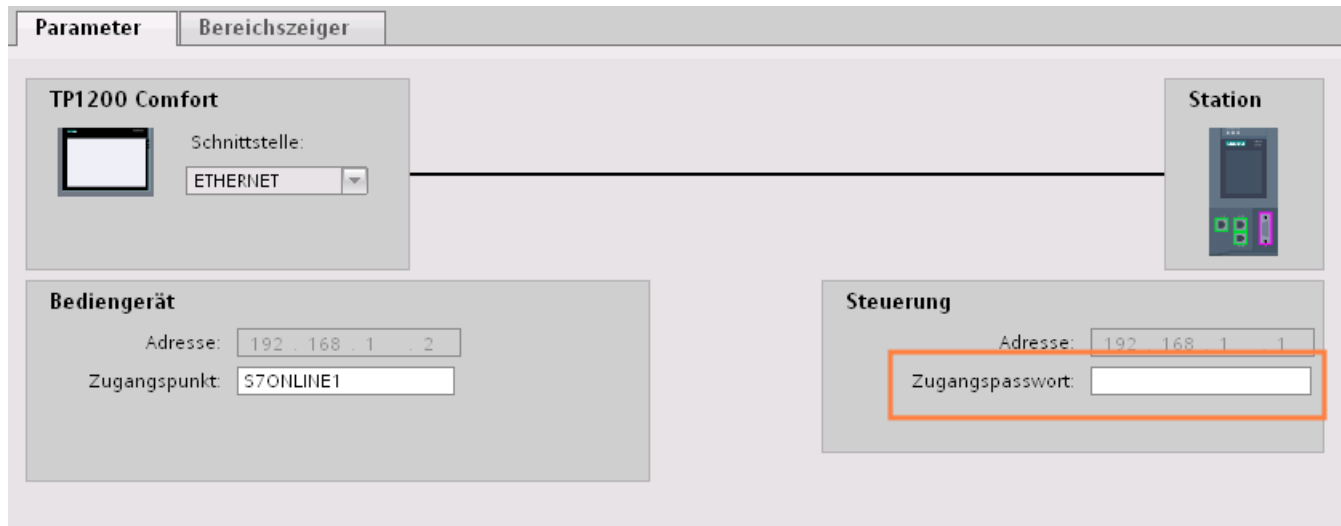 Parameter
Bereichszeiger
TP1200 Comfort
Schnittstelle:
ETHERNET
Station
Bediengerät
Adresse: 192 . 168 . 1 . 2
Zugangspunkt: S7ONLINE1
Steuerung
Adresse: 192 . 168 . 1 . 1
Zugangspasswort: